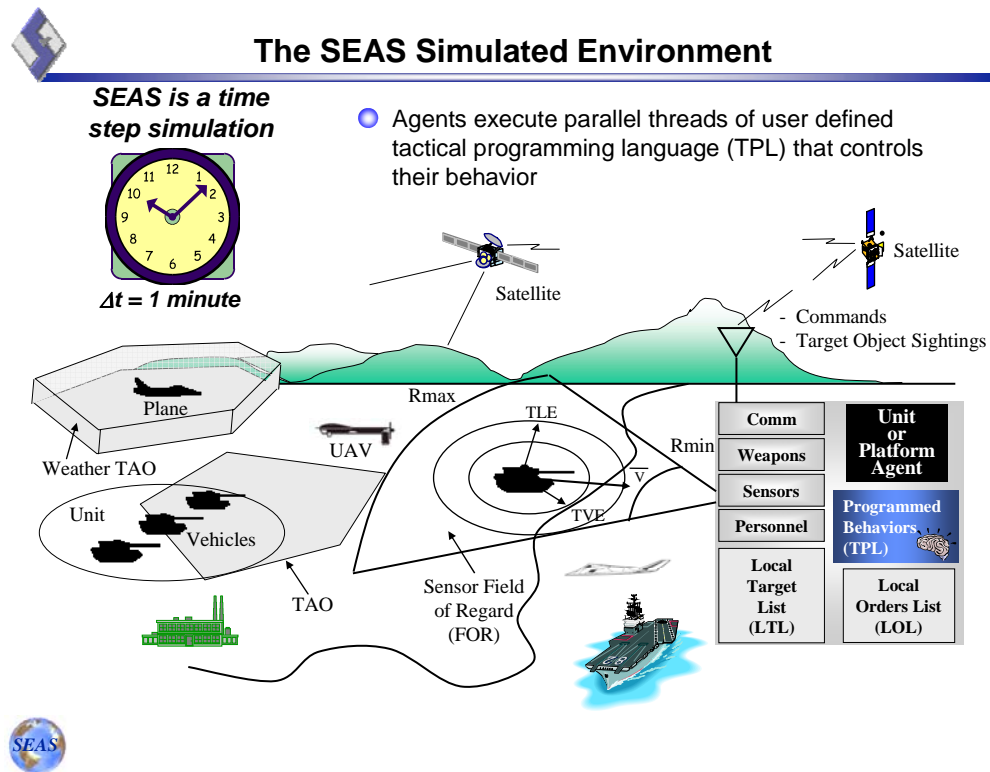 The SEAS Simulated Environment
SEAS is a time
step simulation
12
1
2
3
4
5
6
7
8
9
10
11
Δt = 1 minute
Agents execute parallel threads of user defined
tactical programming language (TPL) that controls
their behavior
Satellite
Satellite
- Commands
- Target Object Sightings
Plane
Weather TAO
UAV
Rmax
TLE
Rmin
V
TVE
Unit
Vehicles
TAO
Sensor Field
of Regard
(FOR)
Comm
Weapons
Sensors
Personnel
Local
Target
List
(LTL)
Unit
or
Platform
Agent
Programmed
Behaviors
(TPL)
Local
Orders List
(LOL)
SEAS